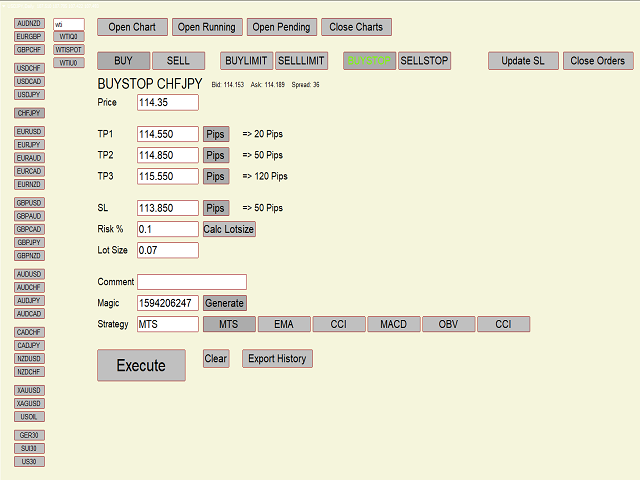 AUDNZD wti Open Chart Open Running Open Pending Close Charts
EURGBP WTIQ0
GBPCHF WTISPOT
USDCHF WTIU0
USDCAD BUY SELL BUYLIMIT SELLLIMIT BUYSTOP SELLSTOP Update SL Close Orders
USDJPY BUYSTOP CHFJPY Bid: 114.153 Ask: 114.189 Spread: 36
Price 114.35
CHFJPY
EURUSD TP1 114.550 Pips => 20 Pips
EURJPY
EURAUD TP2 114.850 Pips => 50 Pips
EURCAD TP3 115.550 Pips => 120 Pips
EURNZD
GBPUSD SL 113.850 Pips => 50 Pips
GBPAUD
GBPCAD Risk % 0.1 Calc Lotsize
GBPJPY Lot Size 0.07
GBPNZD
AUDUSD Comment
AUDCHF
AUDJPY Magic 1594206247 Generate
AUDCAD
CADCHF Strategy MTS MTS EMA CCI MACD OBV CCI
CADJPY
NZDUSD Execute Clear Export History
NZDCHF
XAUUSD
XAGUSD
USOIL
GER30
SUI30
US30